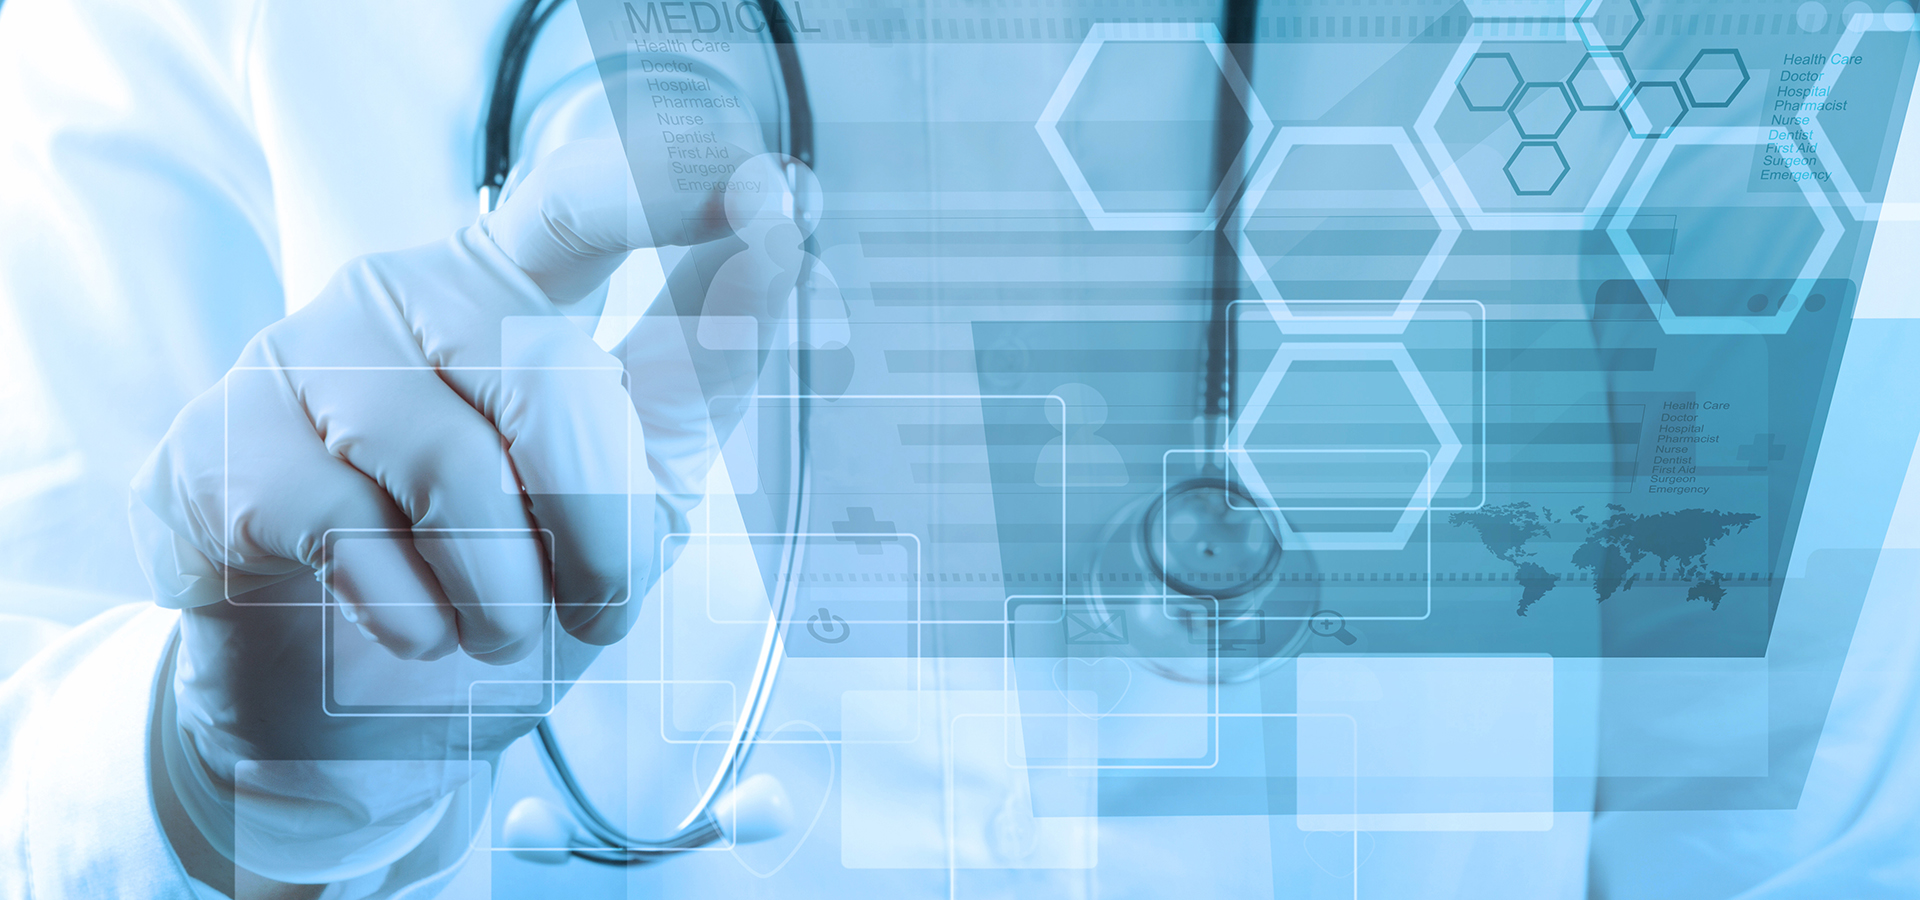 MEDICAL
Health Care
Doctor
Hospital
Pharmacist
Nurse
Dentist
First Aid
Surgeon
Emergency
Health Care
Doctor
Hospital
Pharmacist
Nurse
Dentist
First Aid
Surgeon
Emergency
Health Care
Doctor
Hospital
Pharmacist
Nurse
Dentist
First Aid
Surgeon
Emergency